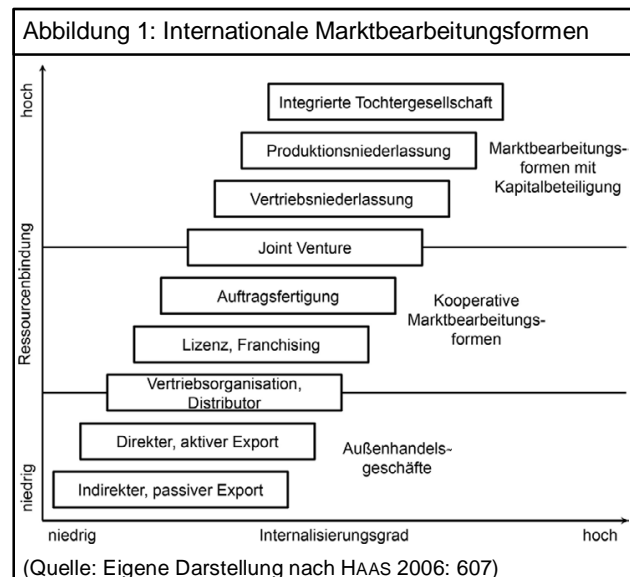 Abbildung 1: Internationale Marktbearbeitungsformen
hoch
Ressourcenbindung
niedrig
Integrierte Tochtergesellschaft
Produktionsniederlassung
Vertriebsniederlassung
Marktbearbeitungs-
formen mit
Kapitalbeteiligung
Joint Venture
Auftragsfertigung
Lizenz, Franchising
Kooperative
Marktbearbeitungs-
formen
Vertriebsorganisation,
Distributor
Direkter, aktiver Export
Indirekter, passiver Export
Außenhandels-
geschäfte
niedrig Internalisierungsgrad hoch
(Quelle: Eigene Darstellung nach HAAS 2006: 607)